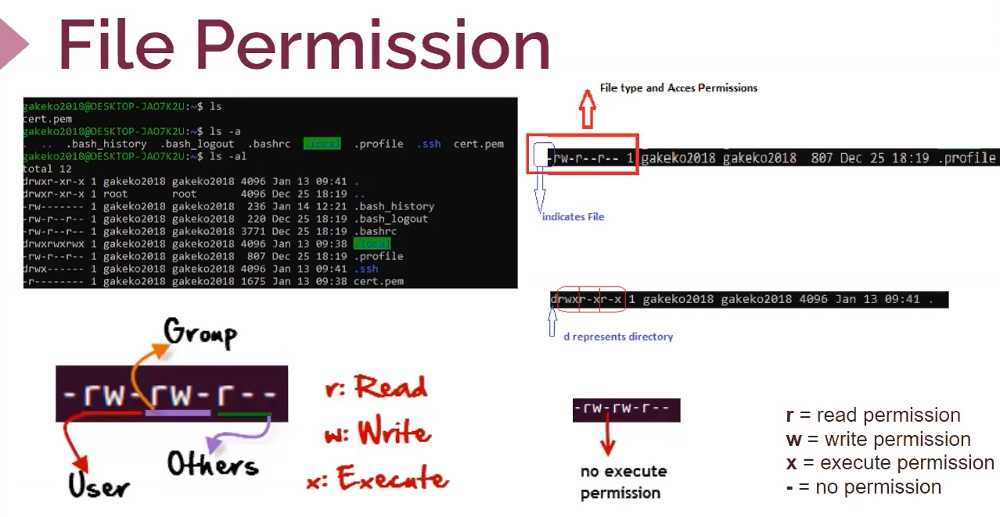 File Permission
gakeko2018@DESKTOP-JAO7K2U:~$ ls
cert.pem
gakeko2018@DESKTOP-JAO7K2U:~$ ls -a
. .. .bash_history .bash_logout .bashrc .local .profile .ssh cert.pem
gakeko2018@DESKTOP-JAO7K2U:~$ ls -al
total 12
drwxr-xr-x 1 gakeko2018 gakeko2018 4096 Jan 13 09:41 .
drwxr-xr-x 1 root root 4096 Dec 25 18:19 ..
-rw------- 1 gakeko2018 gakeko2018 236 Jan 14 12:21 .bash_history
-rw-r--r-- 1 gakeko2018 gakeko2018 220 Dec 25 18:19 .bash_logout
-rw-r--r-- 1 gakeko2018 gakeko2018 3771 Dec 25 18:19 .bashrc
drwxrwxrwx 1 gakeko2018 gakeko2018 4096 Jan 13 09:38 .local
-rw-r--r-- 1 gakeko2018 gakeko2018 807 Dec 25 18:19 .profile
drwx------ 1 gakeko2018 gakeko2018 4096 Jan 13 09:41 .ssh
-r-------- 1 gakeko2018 gakeko2018 1675 Jan 13 09:38 cert.pem
File type and Acces Permissions
-rw-r--r-- 1 gakeko2018 gakeko2018 807 Dec 25 18:19 .profile
indicates File
drwxr-xr-x 1 gakeko2018 gakeko2018 4096 Jan 13 09:41 .
d represents directory
Group
-rw-rw-r--
User
Others
r: Read
w: Write
x: Execute
-rw-rw-r--
no execute
permission
r = read permission
w = write permission
x = execute permission
- = no permission